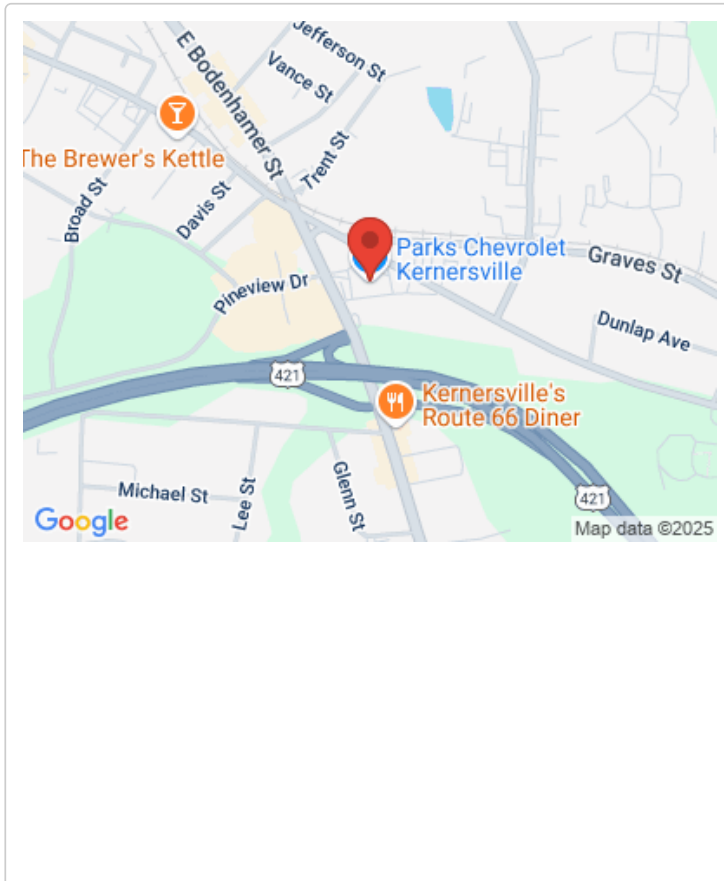 Jefferson St
E Bodenhamer St
Vance St
The Brewer's Kettle
Trent St
Broad St
Davis St
Parks Chevrolet
Kernersville
Graves St
Pineview Dr
Dunlap Ave
421
Kernersville's
Route 66 Diner
Glenn St
Michael St
Lee St
421
Google
Map data ©2025